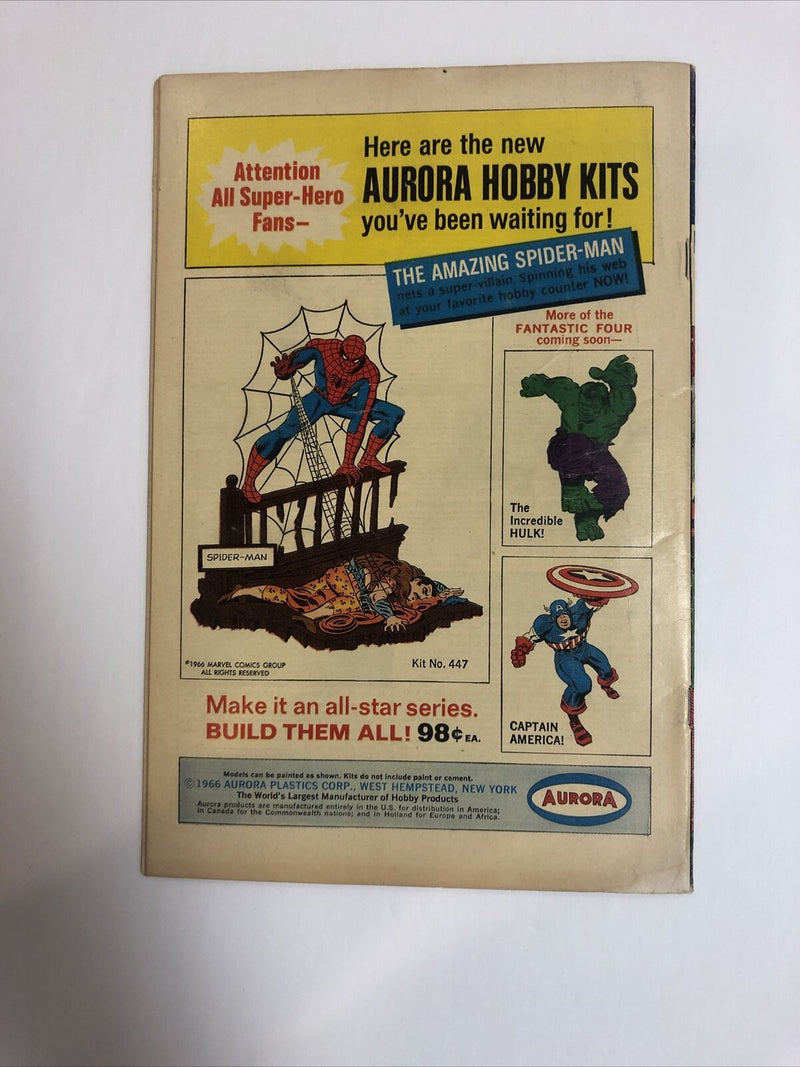 Attention
All Super-Hero
Fans—
Here are the new
AURORA HOBBY KITS
you've been waiting for!
THE AMAZING SPIDER-MAN
nets a super-villain. Spinning his web
at your favorite hobby counter NOW!
More of the
FANTASTIC FOUR
coming soon—
SPIDER-MAN
©1966 MARVEL COMICS GROUP
ALL RIGHTS RESERVED
Kit No. 447
The
Incredible
HULK!
CAPTAIN
AMERICA!
Make it an all-star series.
BUILD THEM ALL! 98¢ EA.
Models can be painted as shown. Kits do not include paint or cement.
©1966 AURORA PLASTICS CORP., WEST HEMPSTEAD, NEW YORK
The World's Largest Manufacturer of Hobby Products
Aurora products are manufactured entirely in the U.S. for distribution in America;
in Canada for the Commonwealth nations; and in Holland for Europe and Africa.
AURORA